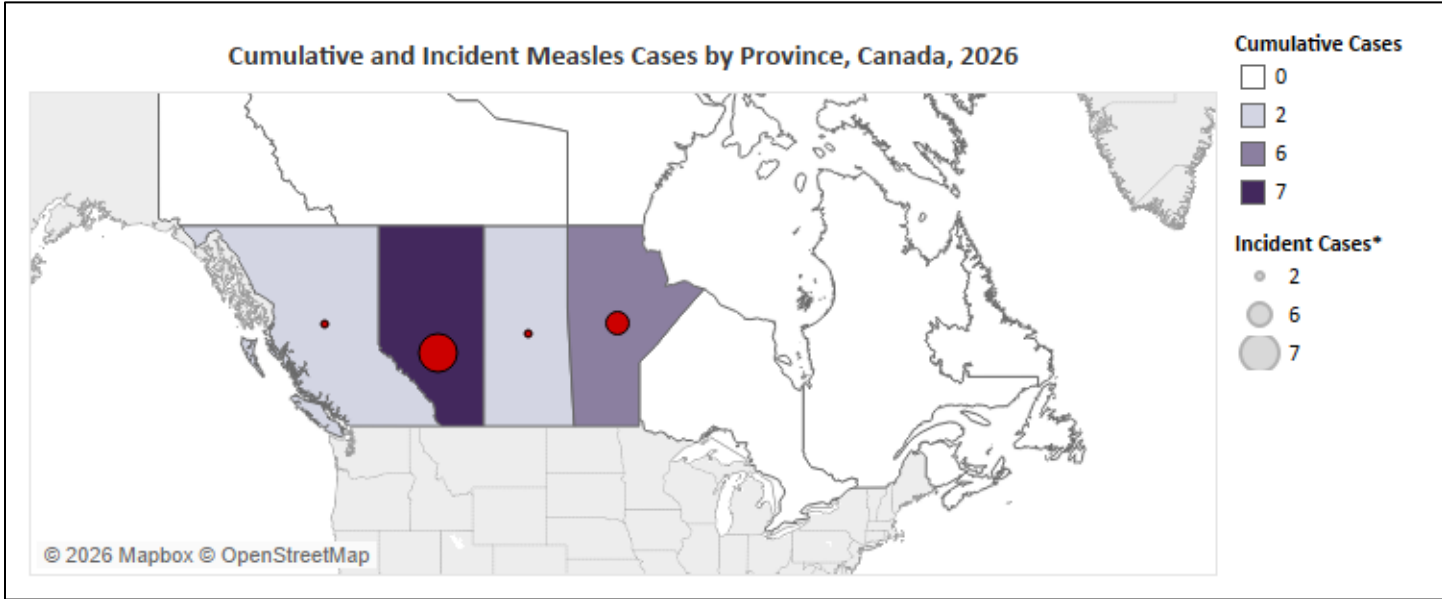 Cumulative and Incident Measles Cases by Province, Canada, 2026
Cumulative Cases
0
2
6
7
Incident Cases*
2
6
7
© 2026 Mapbox © OpenStreetMap